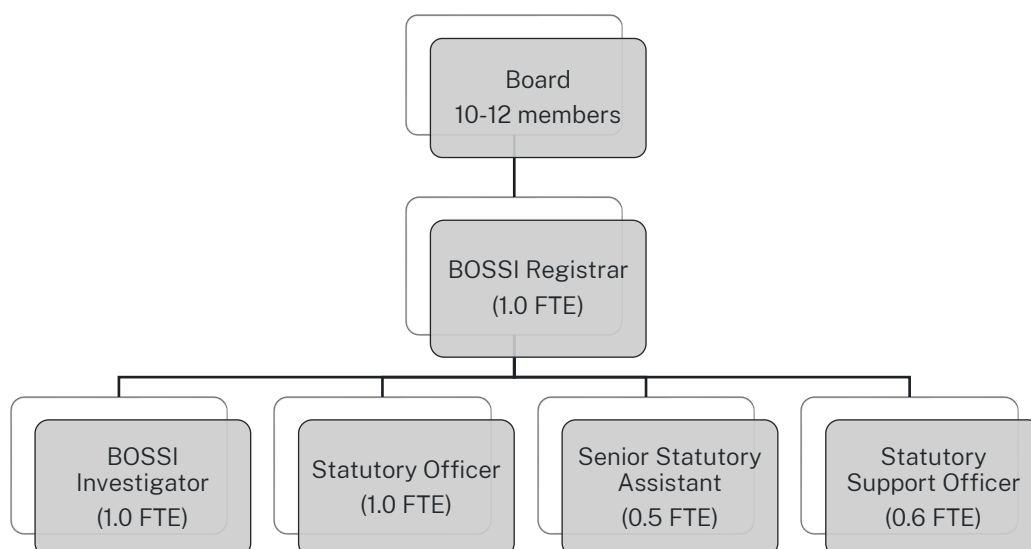 Board
10-12 members
BOSSI Registrar
(1.0 FTE)
BOSSI
Investigator
(1.0 FTE)
Statutory Officer
(1.0 FTE)
Senior Statutory
Assistant
(0.5 FTE)
Statutory
Support Officer
(0.6 FTE)